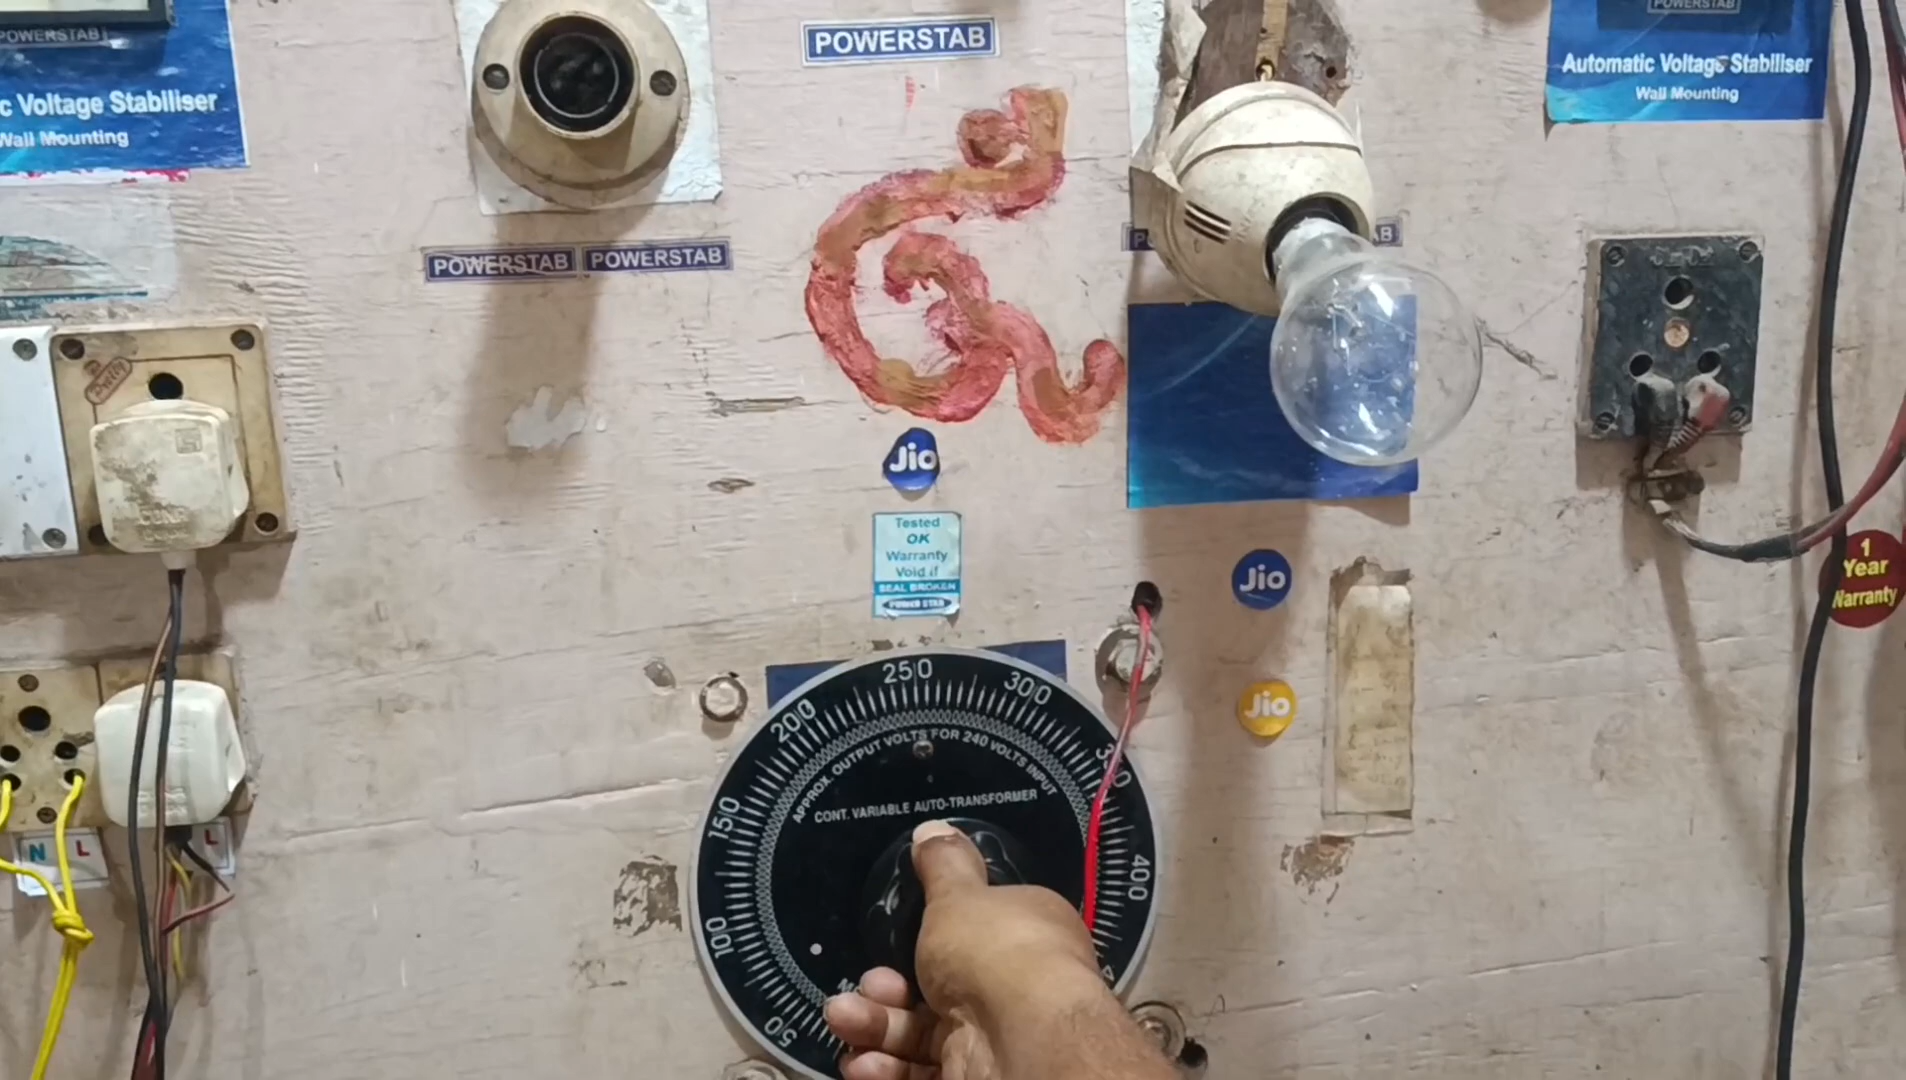 POWERSTAB
c Voltage Stabiliser
Wall Mounting
POWERSTAB
POWERSTAB
Automatic Voltage Stabiliser
Wall Mounting
POWERSTAB
POWERSTAB
AB
Jio
Tested
OK
Warranty
Void if
SEAL BROKEN
POWER STAB
Jio
1
Year
Warranty
Jio
250
300
200
150
400
100
50
APPROX. OUTPUT VOLTS FOR 240 VOLTS INPUT
CONT. VARIABLE AUTO-TRANSFORMER
N L
L